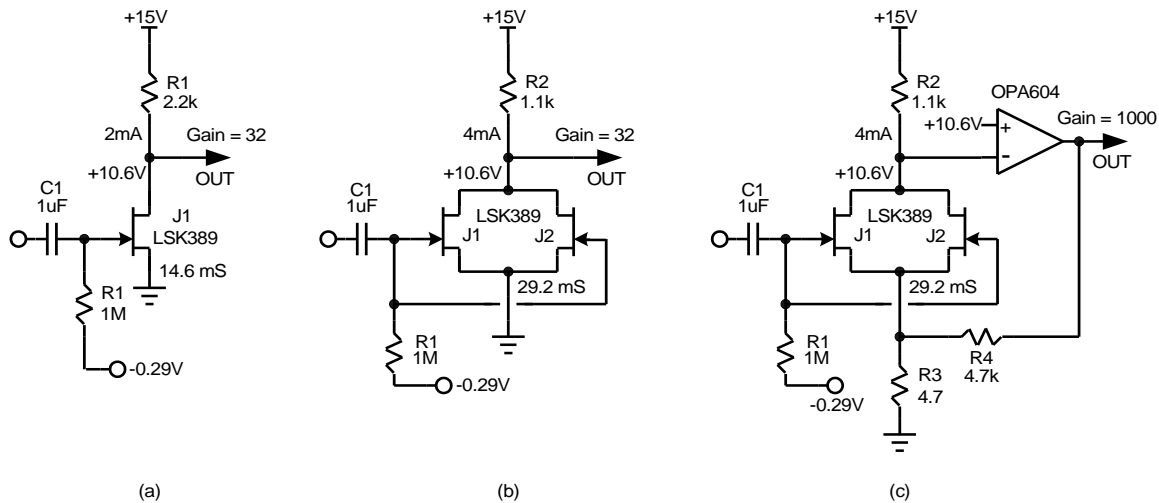 +15V
R1
2.2k
2mA
Gain = 32
+10.6V
OUT
C1
1uF
J1
LSK389
14.6 mS
R1
1M
-0.29V
(a)
+15V
R2
1.1k
4mA
Gain = 32
+10.6V
OUT
C1
1uF
LSK389
J1
J2
29.2 mS
R1
1M
-0.29V
(b)
+15V
R2
1.1k
OPA604
4mA
+10.6V
+
-
Gain = 1000
OUT
+10.6V
C1
1uF
LSK389
J1
J2
29.2 mS
R1
1M
-0.29V
R4
4.7k
R3
4.7
(c)